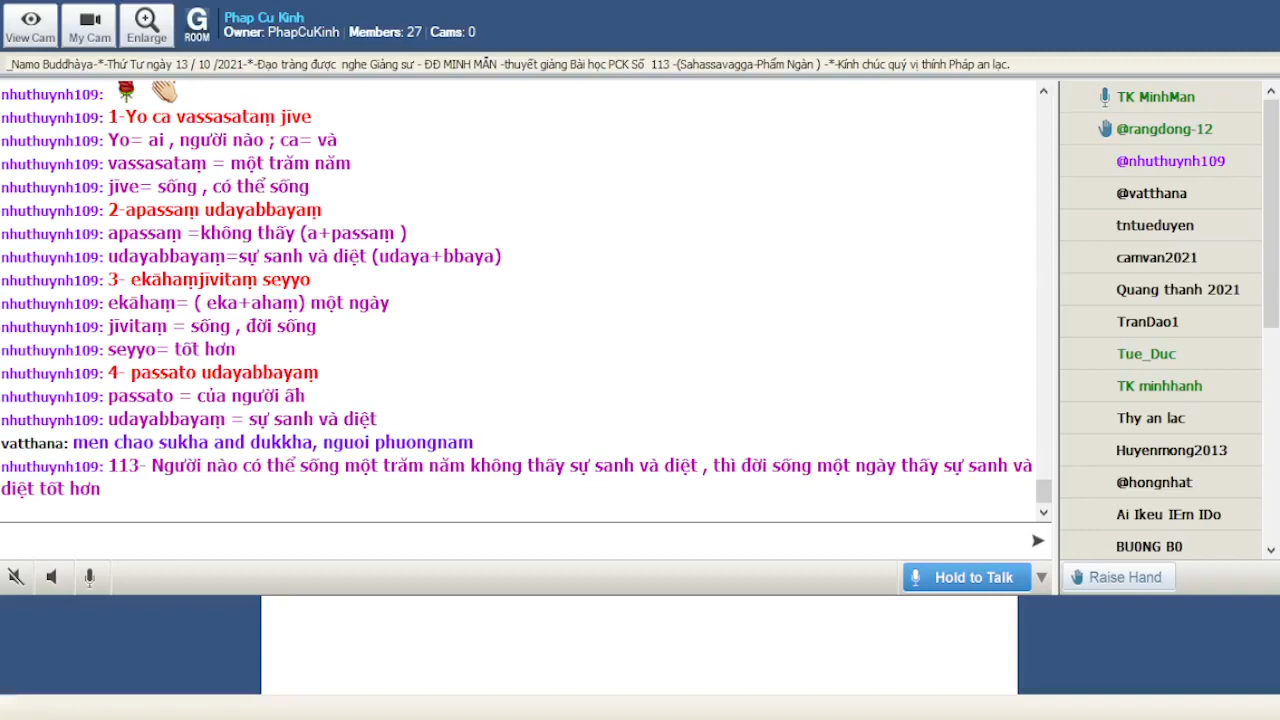 View Cam
My Cam
Enlarge
G
ROOM
Phap Cu Kinh
Owner: PhapCuKinh | Members: 27 | Cams: 0
_Namo Buddhàya-*-Thứ Tư ngày 13 / 10 /2021-*-Đạo tràng được nghe Giảng sư - ĐĐ MINH MẪN -thuyết giảng Bài học PCK Số 113 -(Sahassavagga-Phẩm Ngàn ) -*-Kính chúc quý vị thính Pháp an lạc.
nhuthuynh109:
nhuthuynh109: 1-Yo ca vassasataṃ jīve
nhuthuynh109: Yo= ai , người nào ; ca= và
nhuthuynh109: vassasataṃ = một trăm năm
nhuthuynh109: jīve= sống , có thể sống
nhuthuynh109: 2-apassaṃ udayabbayaṃ
nhuthuynh109: apassaṃ =không thấy (a+passaṃ )
nhuthuynh109: udayabbayaṃ=sự sanh và diệt (udaya+bbaya)
nhuthuynh109: 3- ekāhaṃjīvitaṃ seyyo
nhuthuynh109: ekāhaṃ= ( eka+ahaṃ) một ngày
nhuthuynh109: jīvitaṃ = sống , đời sống
nhuthuynh109: seyyo= tốt hơn
nhuthuynh109: 4- passato udayabbayaṃ
nhuthuynh109: passato = của người ấh
nhuthuynh109: udayabbayaṃ = sự sanh và diệt
vatthana: men chao sukha and dukkha, nguoi phuongnam
nhuthuynh109: 113- Người nào có thể sống một trăm năm không thấy sự sanh và diệt , thì đời sống một ngày thấy sự sanh và
diệt tốt hơn
TK MinhMan
@rangdong-12
@nhuthuynh109
@vatthana
tntueduyen
camvan2021
Quang thanh 2021
TranDao1
Tue_Duc
TK minhhanh
Thy an lac
Huyenmong2013
@hongnhat
Ai Ikeu IEm IDo
BU0NG B0
Hold to Talk
Raise Hand